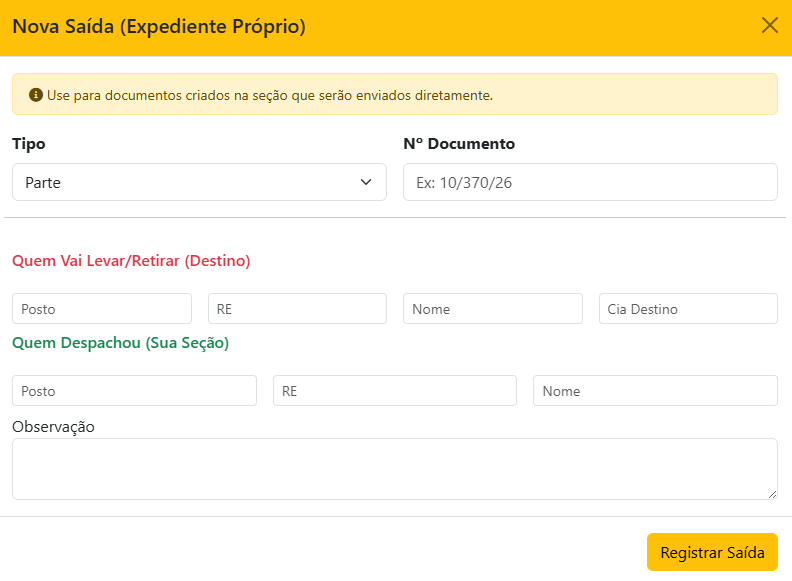 Nova Saída (Expediente Próprio)
Use para documentos criados na seção que serão enviados diretamente.
Tipo Nº Documento
Parte Ex: 10/370/26
Quem Vai Levar/Retirar (Destino)
Posto RE Nome Cia Destino
Quem Despachou (Sua Seção)
Posto RE Nome
Observação
Registrar Saída